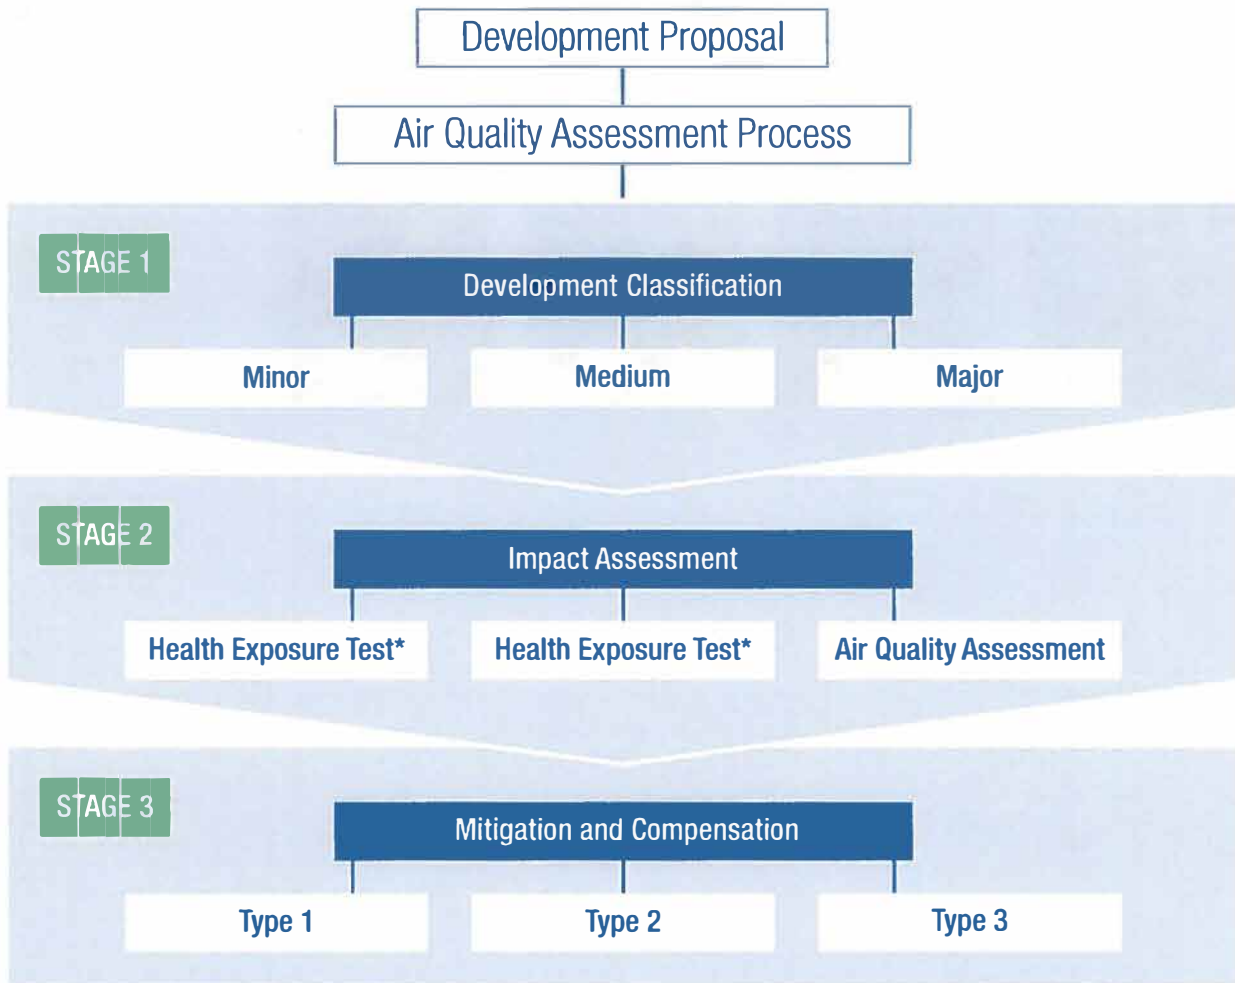 Development Proposal
Air Quality Assessment Process
STAGE 1
Development Classification
Minor
Medium
Major
STAGE 2
Impact Assessment
Health Exposure Test*
Health Exposure Test*
Air Quality Assessment
STAGE 3
Mitigation and Compensation
Type 1
Type 2
Type 3